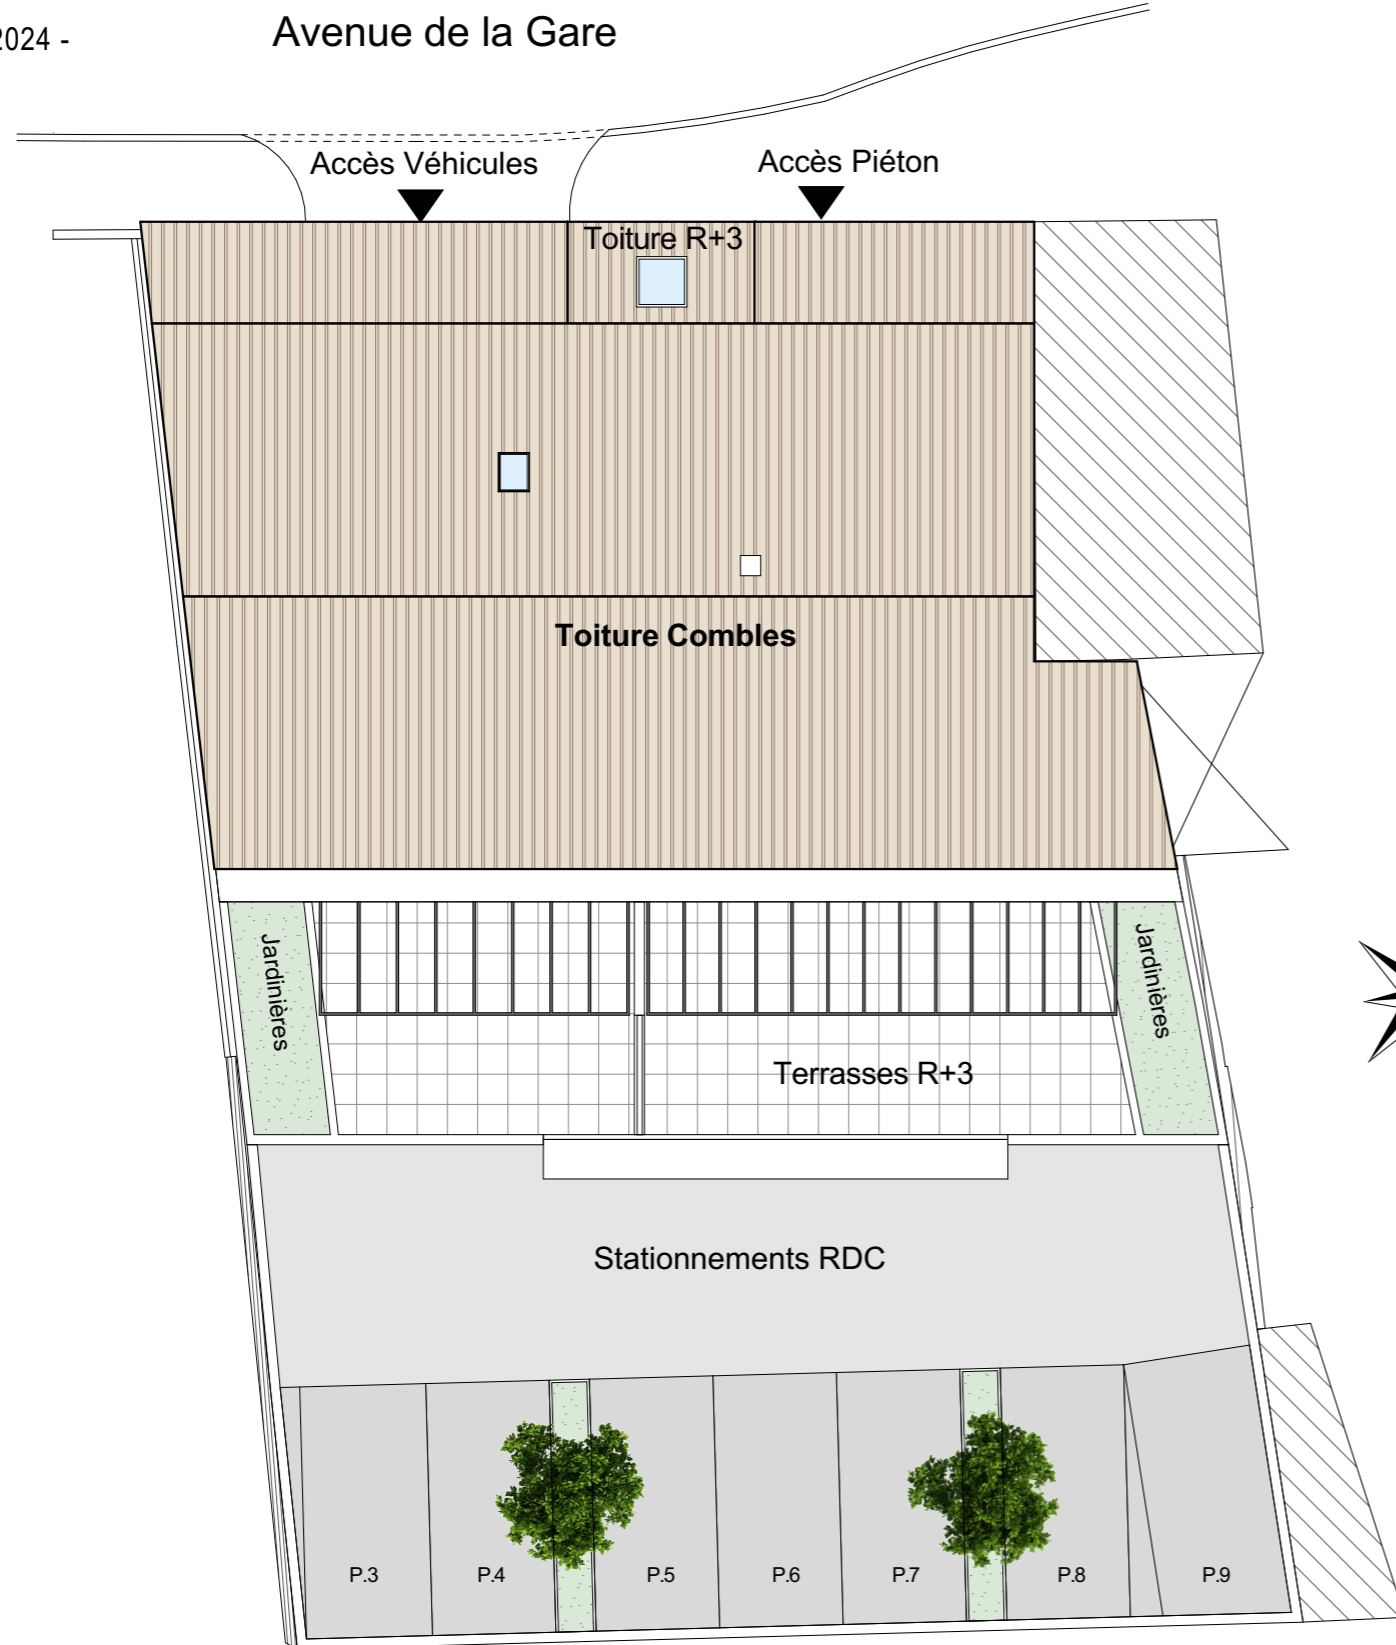 2024 -
Avenue de la Gare
Accès Véhicules
Accès Piéton
Toiture R+3
Toiture Combles
Jardinières
Jardinières
Terrasses R+3
Stationnements RDC
P.3
P.4
P.5
P.6
P.7
P.8
P.9